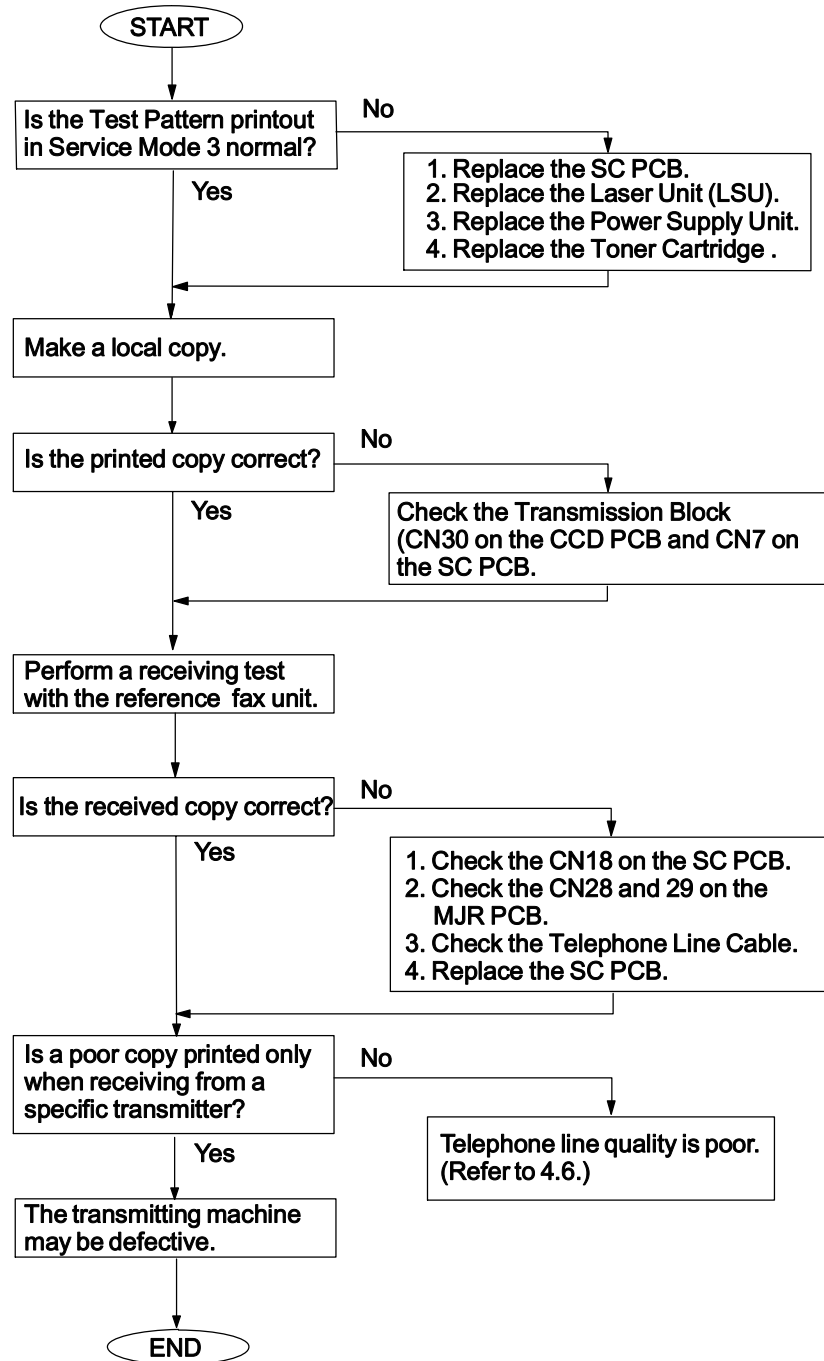 START
Is the Test Pattern printout
in Service Mode 3 normal?
No
1. Replace the SC PCB.
2. Replace the Laser Unit (LSU).
3. Replace the Power Supply Unit.
4. Replace the Toner Cartridge .
Yes
Make a local copy.
Is the printed copy correct?
No
Check the Transmission Block
(CN30 on the CCD PCB and CN7 on
the SC PCB.
Yes
Perform a receiving test
with the reference fax unit.
Is the received copy correct?
No
1. Check the CN18 on the SC PCB.
2. Check the CN28 and 29 on the
MJR PCB.
3. Check the Telephone Line Cable.
4. Replace the SC PCB.
Yes
Is a poor copy printed only
when receiving from a
specific transmitter?
No
Telephone line quality is poor.
(Refer to 4.6.)
Yes
The transmitting machine
may be defective.
END